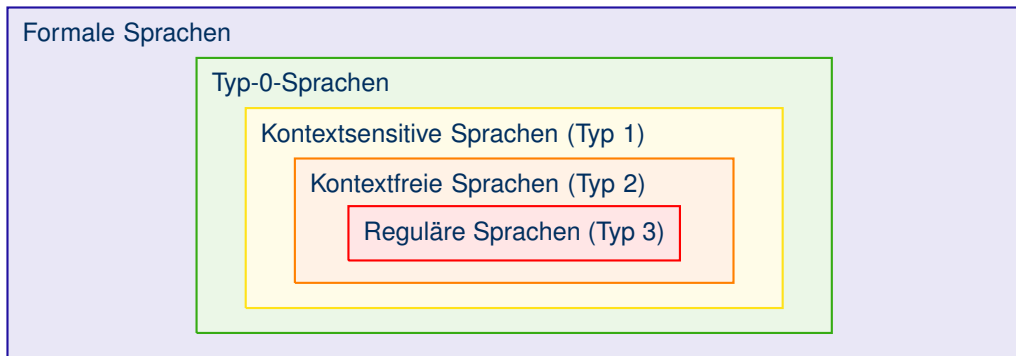 Formale Sprachen
Typ-0-Sprachen
Kontextsensitive Sprachen (Typ 1)
Kontextfreie Sprachen (Typ 2)
Reguläre Sprachen (Typ 3)